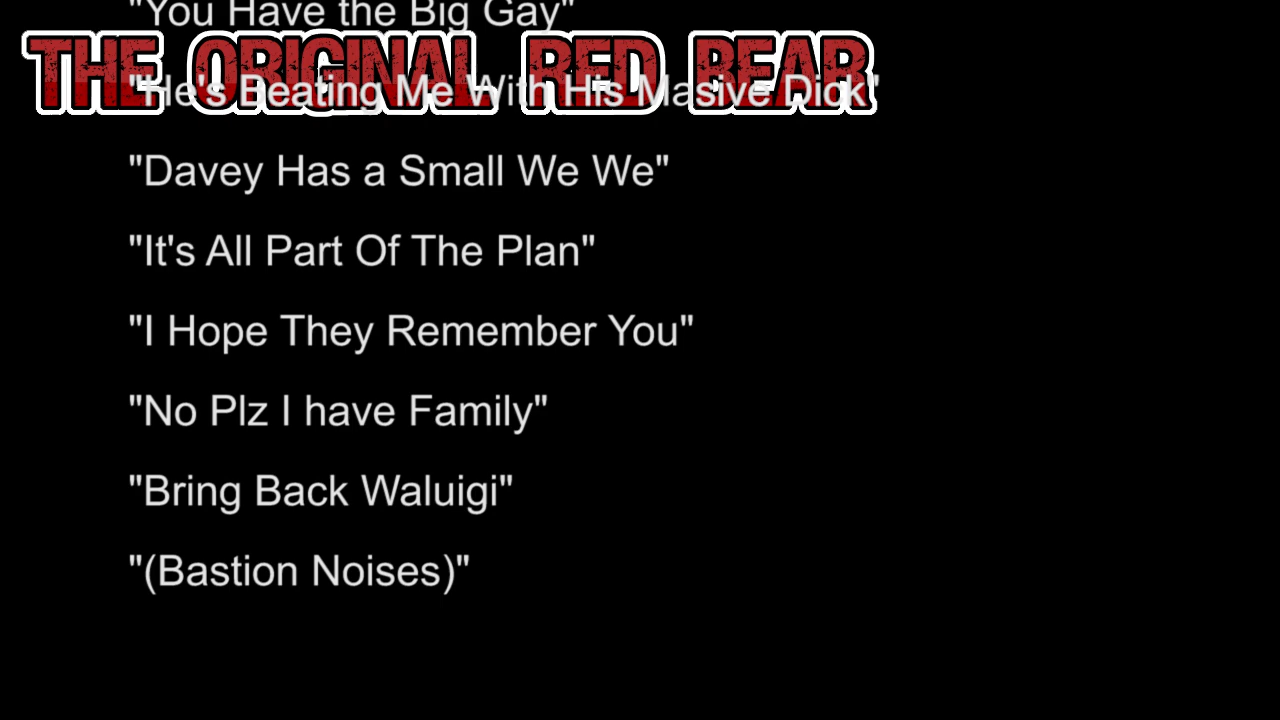 "You Have the Big Gay"
THE ORIGINAL RED BEAR
"He's Beating Me With His Masive Dick"
"Davey Has a Small We We"
"It's All Part Of The Plan"
"I Hope They Remember You"
"No Plz I have Family"
"Bring Back Waluigi"
"(Bastion Noises)"